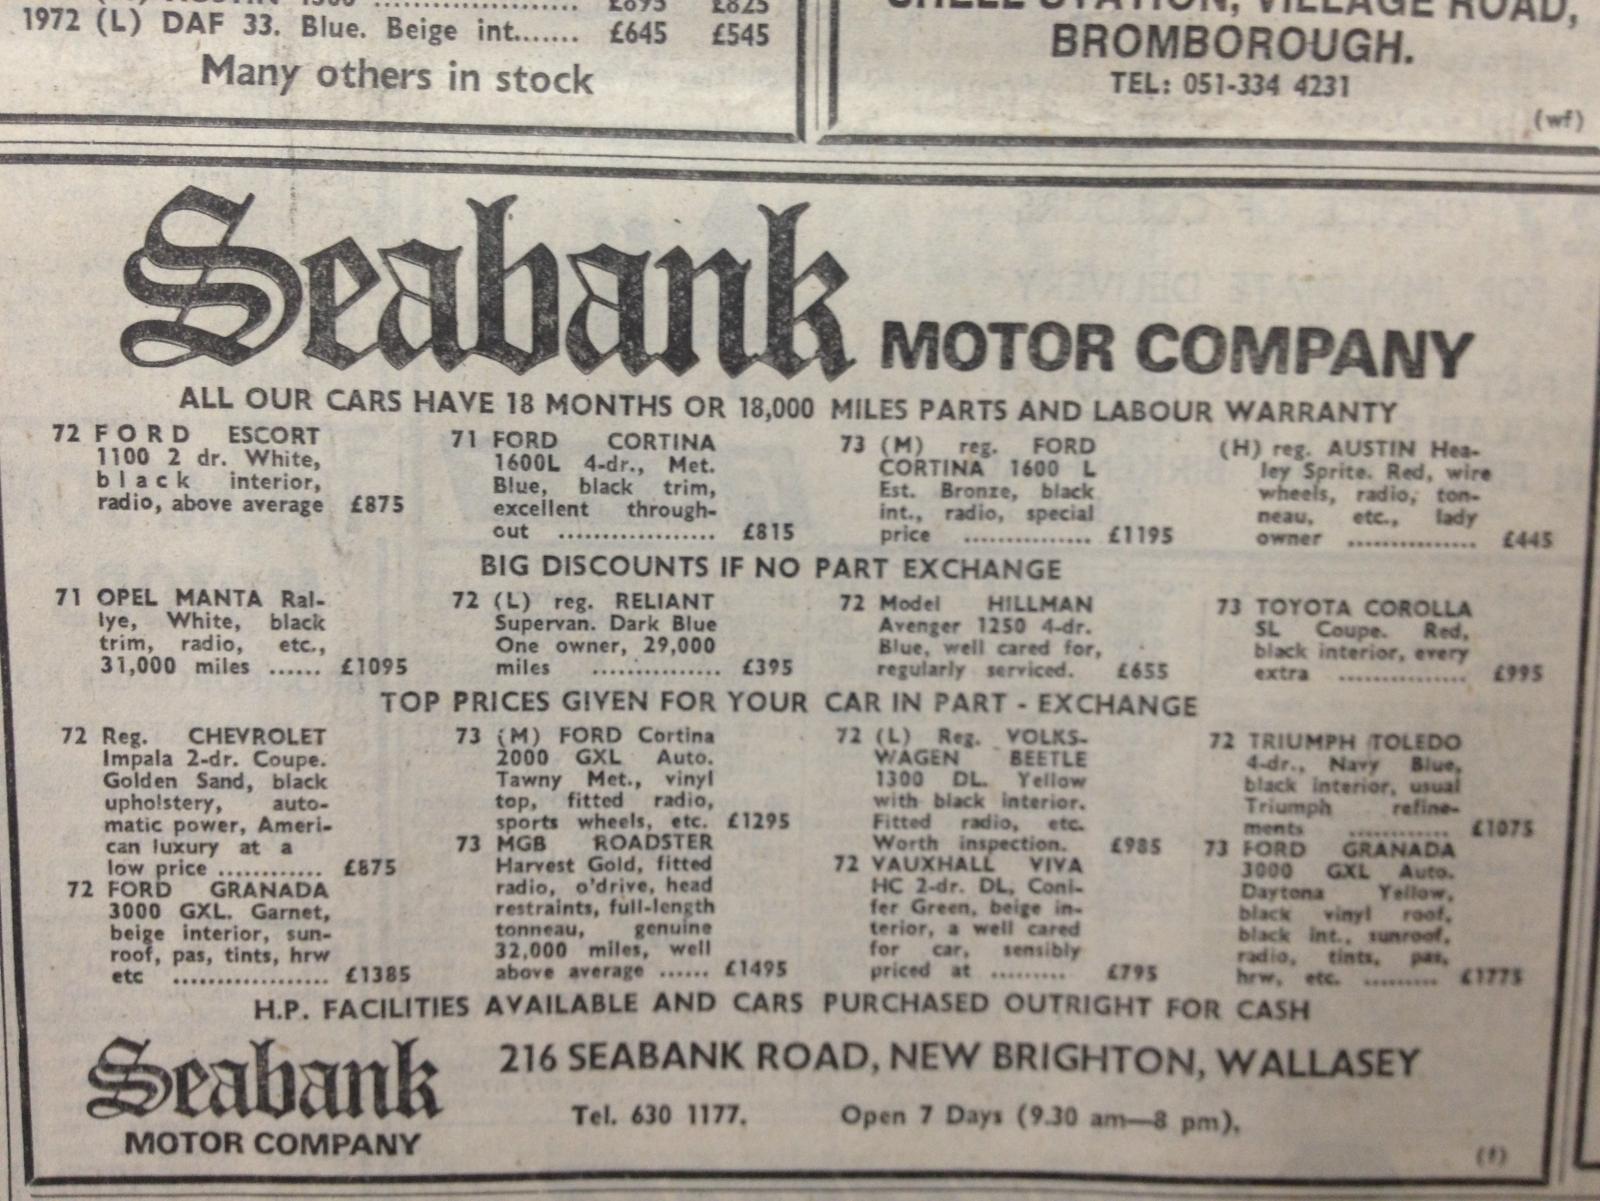 1972 (L) DAF 33. Blue. Beige int....... £645 £545
Many others in stock
VILLAGE ROAD,
BROMBOROUGH.
TEL: 051-334 4231
(wf)
Seabank MOTOR COMPANY
ALL OUR CARS HAVE 18 MONTHS OR 18,000 MILES PARTS AND LABOUR WARRANTY
72 FORD ESCORT
1100 2 dr. White,
black interior,
radio, above average £875
71 FORD CORTINA
1600L 4-dr., Met.
Blue, black trim,
excellent through-
out .................. £815
73 (M) reg. FORD
CORTINA 1600 L
Est. Bronze, black
int., radio, special
price ............... £1195
(H) reg. AUSTIN Hea-
ley Sprite. Red, wire
wheels, radio, ton-
neau, etc., lady
owner ............... £445
BIG DISCOUNTS IF NO PART EXCHANGE
71 OPEL MANTA Ral-
lye, White, black
trim, radio, etc.,
31,000 miles ...... £1095
72 (L) reg. RELIANT
Supervan. Dark Blue
One owner, 29,000
miles ............... £395
72 Model HILLMAN
Avenger 1250 4-dr.
Blue, well cared for,
regularly serviced. £655
73 TOYOTA COROLLA
SL Coupe. Red,
black interior, every
extra ............... £995
TOP PRICES GIVEN FOR YOUR CAR IN PART - EXCHANGE
72 Reg. CHEVROLET
Impala 2-dr. Coupe.
Golden Sand, black
upholstery, auto-
matic power, Ameri-
can luxury at a
low price ............ £875
72 FORD GRANADA
3000 GXL. Garnet,
beige interior, sun-
roof, pas, tints, hrw
etc .................. £1385
73 (M) FORD Cortina
2000 GXL Auto.
Tawny Met., vinyl
top, fitted radio,
sports wheels, etc. £1295
73 MGB ROADSTER
Harvest Gold, fitted
radio, o'drive, head
restraints, full-length
tonneau, genuine
32,000 miles, well
above average ...... £1495
72 (L) Reg. VOLKS-
WAGEN BEETLE
1300 DL. Yellow
with black interior.
Fitted radio, etc.
Worth inspection. £985
72 VAUXHALL VIVA
HC 2-dr. DL, Coni-
fer Green, beige in-
terior, a well cared
for car, sensibly
priced at ......... £795
72 TRIUMPH TOLEDO
4-dr., Navy Blue,
black interior, usual
Triumph refine-
ments ............ £1075
73 FORD GRANADA
3000 GXL Auto.
Daytona Yellow,
black vinyl roof,
black int., sunroof,
radio, tints, pas,
hrw, etc. ......... £1775
H.P. FACILITIES AVAILABLE AND CARS PURCHASED OUTRIGHT FOR CASH
Seabank
MOTOR COMPANY
216 SEABANK ROAD, NEW BRIGHTON, WALLASEY
Tel. 630 1177. Open 7 Days (9.30 am—8 pm).
(f)